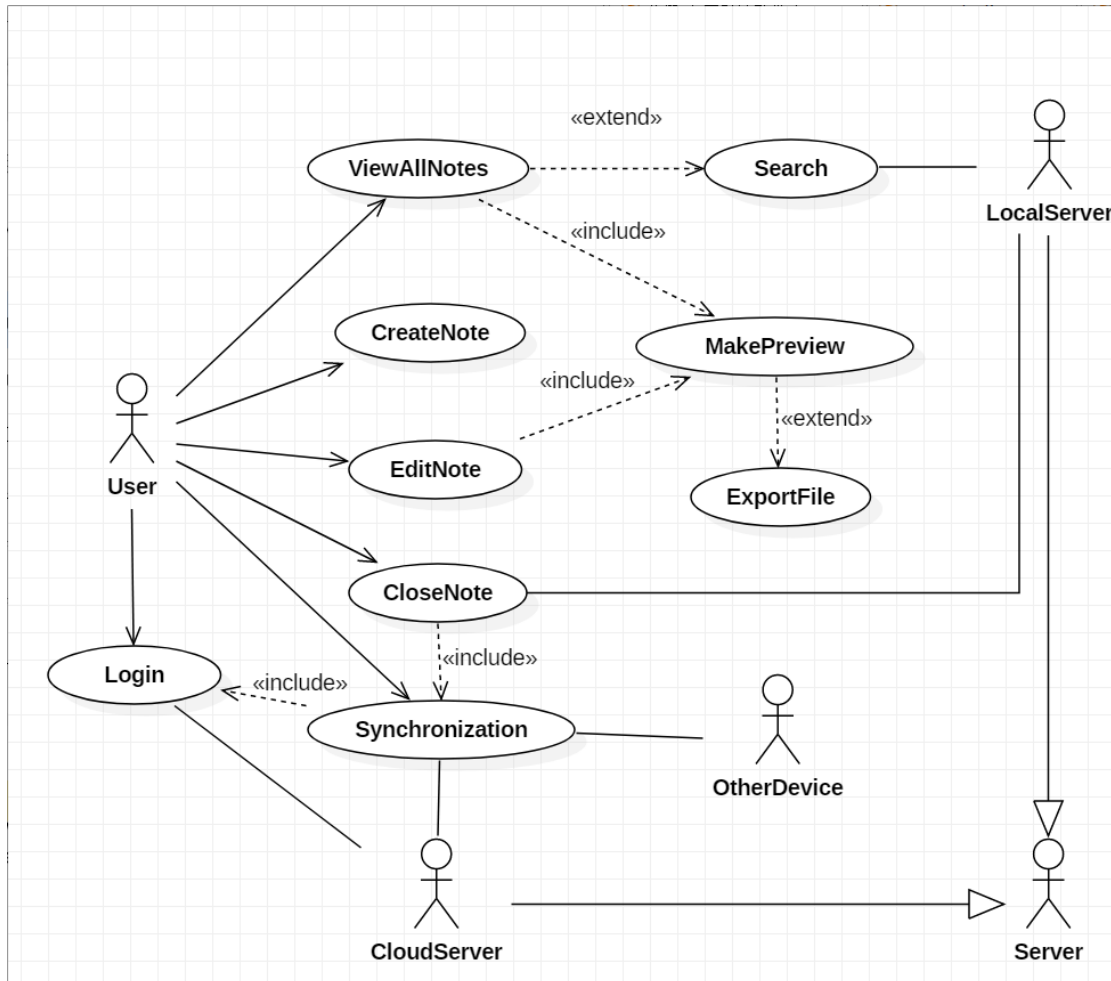 «extend»
ViewAllNotes
Search
LocalServer
«include»
CreateNote
MakePreview
«include»
«extend»
User
EditNote
ExportFile
CloseNote
«include»
Login
«include»
Synchronization
OtherDevice
CloudServer
Server